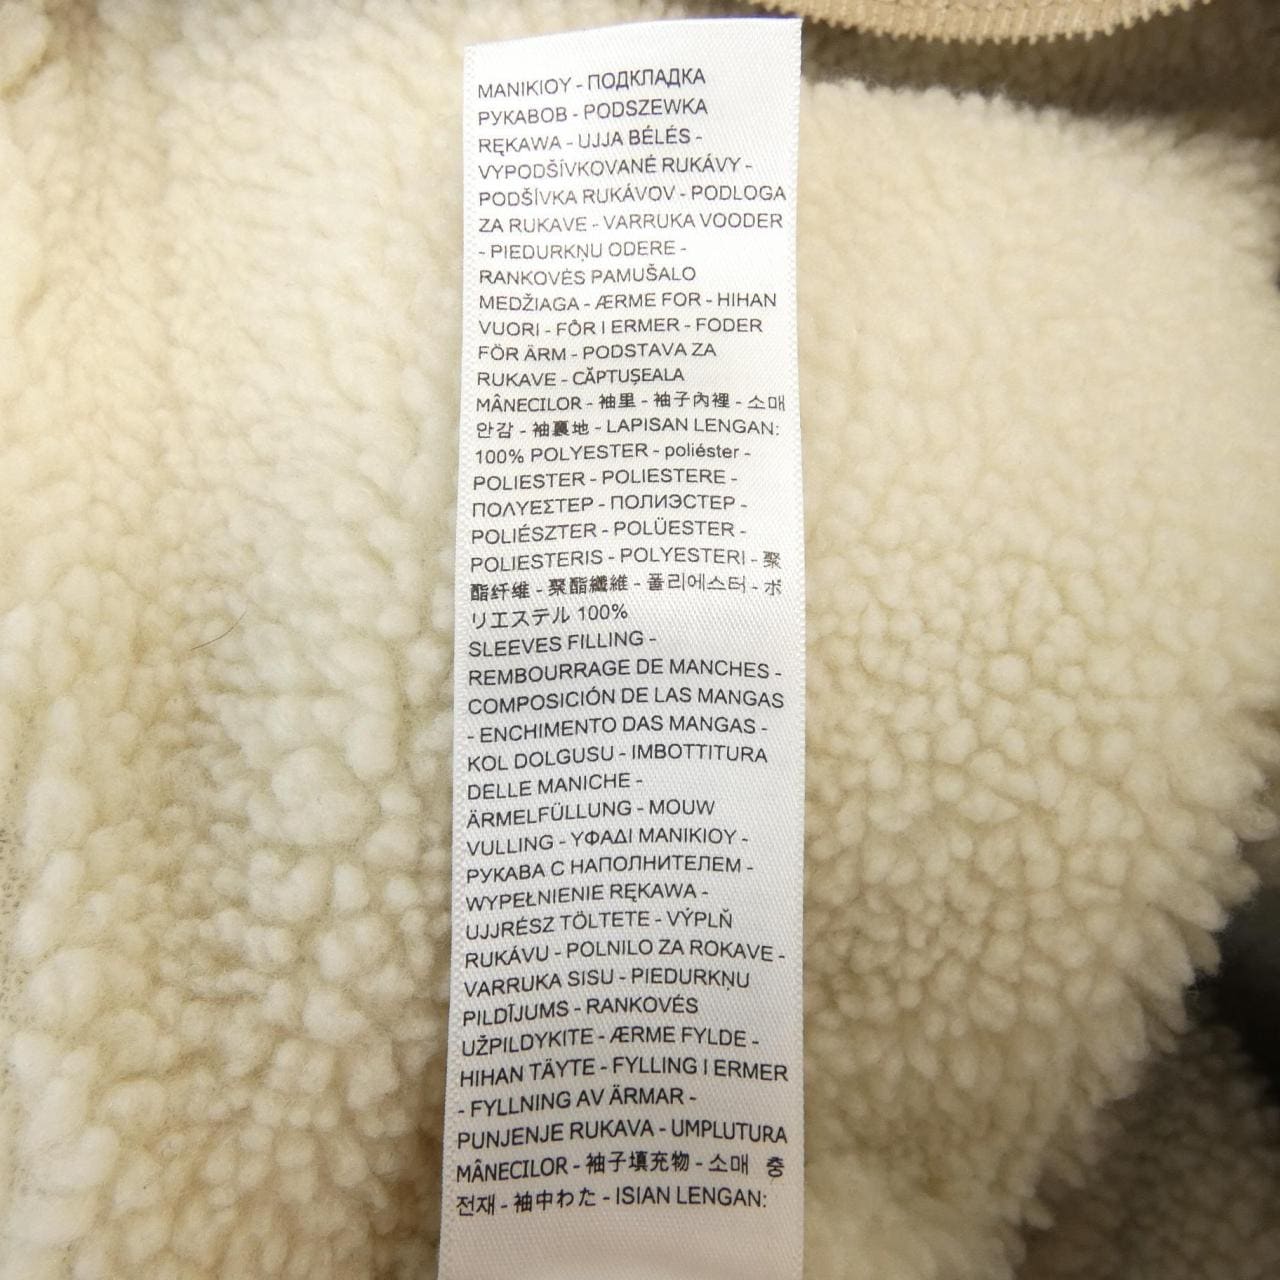 ΜΑΝΙΚΙΟΥ - ПОДКЛАДКА
РУКАВОВ - PODSZEWKA
RĘKAWA - UJJA BÉLÉS -
VYPODŠÍVKOVANÉ RUKÁVY -
PODŠÍVKA RUKÁVOV - PODLOGA
ZA RUKAVE - VARRUKA VOODER
- PIEDURKŅU ODERE -
RANKOVĖS PAMUŠALO
MEDŽIAGA - ÆRME FOR - HIHAN
VUORI - FÔR I ERMER - FODER
FÖR ÄRM - PODSTAVA ZA
RUKAVE - CĂPTUȘEALA
MÂNECILOR - 袖里 - 袖子內裡 - 소매
안감 - 袖裏地 - LAPISAN LENGAN:
100% POLYESTER - poliéster -
POLIESTER - POLIESTERE -
ΠΟΛΥΕΣΤΕΡ - ПОЛИЭСТЕР -
POLIÉSZTER - POLÜESTER -
POLIESTERIS - POLYESTERI - 聚
酯纤维 - 聚酯纖維 - 폴리에스터 - ポ
リエステル 100%
SLEEVES FILLING -
REMBOURRAGE DE MANCHES -
COMPOSICIÓN DE LAS MANGAS
- ENCHIMENTO DAS MANGAS -
KOL DOLGUSU - IMBOTTITURA
DELLE MANICHE -
ÄRMELFÜLLUNG - MOUW
VULLING - ΥΦΑΔΙ ΜΑΝΙΚΙΟΥ -
РУКАВА С НАПОЛНИТЕЛЕМ -
WYPEŁNIENIE RĘKAWA -
UJJRÉSZ TÖLTETE - VÝPLŇ
RUKÁVU - POLNILO ZA ROKAVE -
VARRUKA SISU - PIEDURKŅU
PILDĪJUMS - RANKOVĖS
UŽPILDYKITE - ÆRME FYLDE -
HIHAN TÄYTE - FYLLING I ERMER
- FYLLNING AV ÄRMAR -
PUNJENJE RUKAVA - UMPLUTURA
MÂNECILOR - 袖子填充物 - 소매 충
전재 - 袖中わた - ISIAN LENGAN: